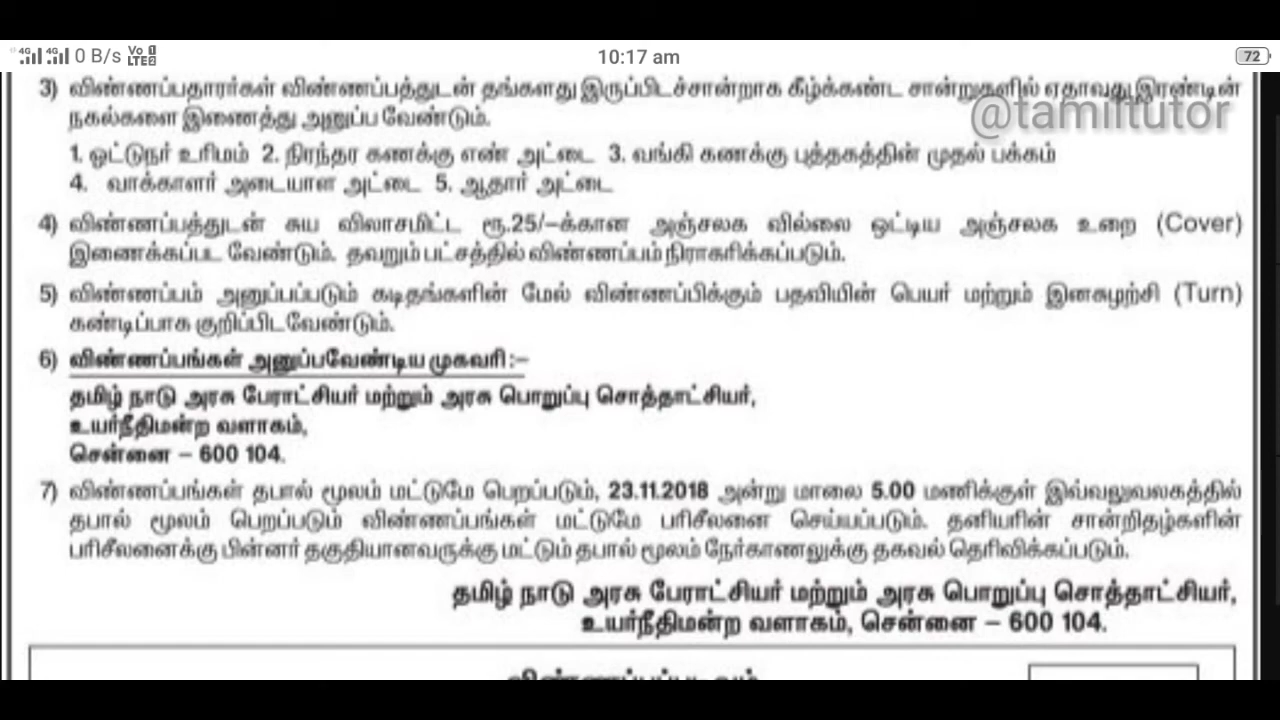 4G 4G 0 B/s Vo LTE 10:17 am 72
3) விண்ணப்பதாரர்கள் விண்ணப்பத்துடன் தங்களது இருப்பிடச்சான்றாக கீழ்க்கண்ட சான்றுகளில் ஏதாவது இரண்டின்
@tamiltutor
நகல்களை இணைத்து அனுப்ப வேண்டும்.
1. ஓட்டுநர் உரிமம் 2. நிரந்தர கணக்கு எண் அட்டை 3. வங்கி கணக்கு புத்தகத்தின் முதல் பக்கம்
4. வாக்காளர் அடையாள அட்டை 5. ஆதார் அட்டை
4) விண்ணப்பத்துடன் சுய விலாசமிட்ட ரூ.25/–க்கான அஞ்சலக வில்லை ஒட்டிய அஞ்சலக உறை (Cover)
இணைக்கப்பட வேண்டும். தவறும் பட்சத்தில் விண்ணப்பம் நிராகரிக்கப்படும்.
5) விண்ணப்பம் அனுப்பப்படும் கடிதங்களின் மேல் விண்ணப்பிக்கும் பதவியின் பெயர் மற்றும் இனசுழற்சி (Turn)
கண்டிப்பாக குறிப்பிடவேண்டும்.
6) விண்ணப்பங்கள் அனுப்பவேண்டிய முகவரி :–
தமிழ் நாடு அரசு பேராட்சியர் மற்றும் அரசு பொறுப்பு சொத்தாட்சியர்,
உயர்நீதிமன்ற வளாகம்,
சென்னை – 600 104.
7) விண்ணப்பங்கள் தபால் மூலம் மட்டுமே பெறப்படும், 23.11.2018 அன்று மாலை 5.00 மணிக்குள் இவ்வலுவலகத்தில்
தபால் மூலம் பெறப்படும் விண்ணப்பங்கள் மட்டுமே பரிசீலனை செய்யப்படும். தனியரின் சான்றிதழ்களின்
பரிசீலனைக்கு பின்னர் தகுதியானவருக்கு மட்டும் தபால் மூலம் நேர்காணலுக்கு தகவல் தெரிவிக்கப்படும்.
தமிழ் நாடு அரசு பேராட்சியர் மற்றும் அரசு பொறுப்பு சொத்தாட்சியர்,
உயர்நீதிமன்ற வளாகம், சென்னை – 600 104.